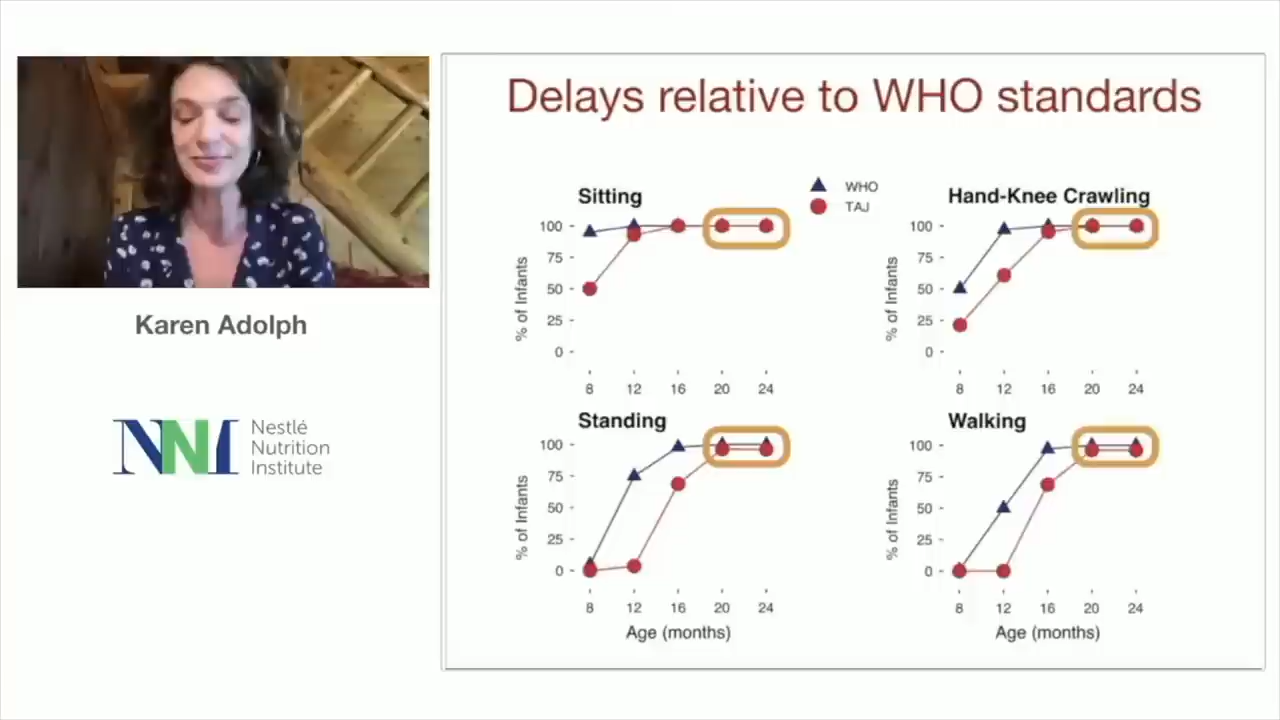 Delays relative to WHO standards
Karen Adolph
NNI
Nestlé
Nutrition
Institute
WHO
TAJ
Sitting
% of Infants
100
75
50
25
0
8 12 16 20 24
Hand-Knee Crawling
% of Infants
100
75
50
25
0
8 12 16 20 24
Standing
% of Infants
100
75
50
25
0
8 12 16 20 24
Age (months)
Walking
% of Infants
100
75
50
25
0
8 12 16 20 24
Age (months)